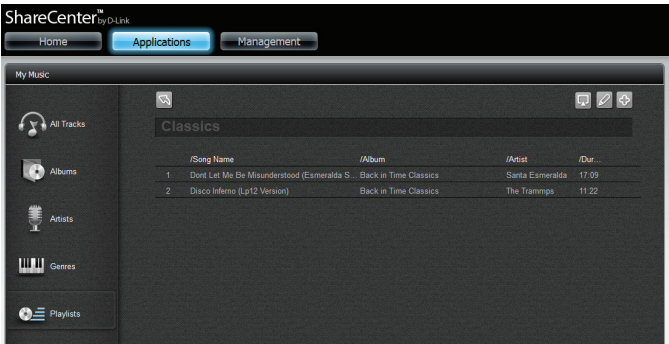 ShareCenter™ by D-Link
Home Applications Management
My Music
All Tracks
Albums
Artists
Genres
Playlists
Classics
/Song Name /Album /Artist /Dur...
1 Dont Let Me Be Misunderstood (Esmeralda S... Back in Time Classics Santa Esmeralda 17:09
2 Disco Inferno (Lp12 Version) Back in Time Classics The Trammps 11:22